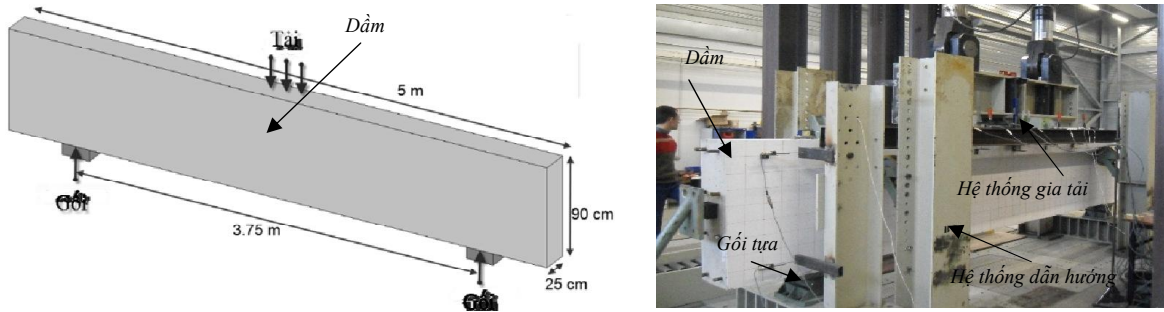 Dầm
Tải
5 m
Gối
3.75 m
90 cm
25 cm
Gối
Dầm
Hệ thống gia tải
Gối tựa
Hệ thống dẫn hướng